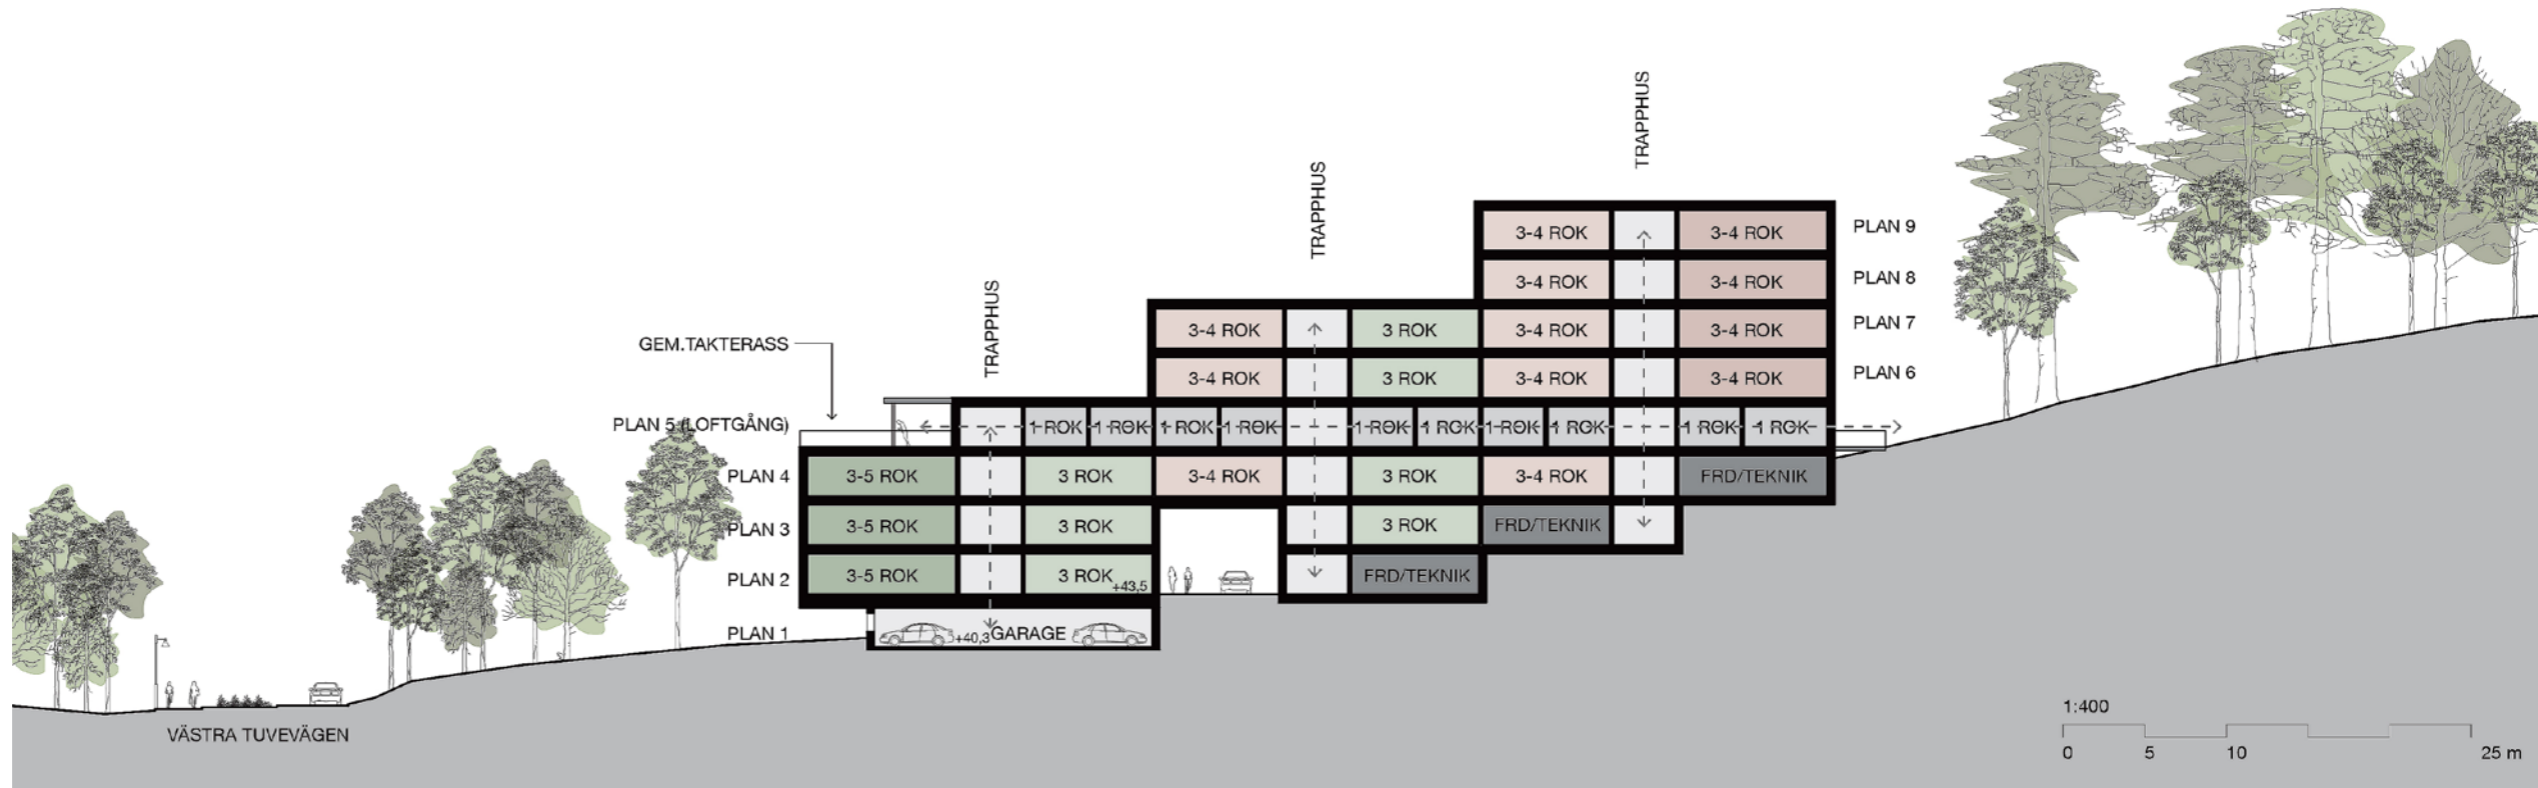 TRAPPHUS
TRAPPHUS
TRAPPHUS
3-4 ROK 3-4 ROK PLAN 9
3-4 ROK 3-4 ROK PLAN 8
3-4 ROK 3 ROK 3-4 ROK 3-4 ROK PLAN 7
GEM.TAKTERASS
3-4 ROK 3 ROK 3-4 ROK 3-4 ROK PLAN 6
PLAN 5 (LOFTGÅNG) 1 ROK 1 ROK 1 ROK 1 ROK 1 ROK 1 ROK 1 ROK 1 ROK 1 ROK 1 ROK
PLAN 4 3-5 ROK 3 ROK 3-4 ROK 3 ROK 3-4 ROK FRD/TEKNIK
PLAN 3 3-5 ROK 3 ROK 3 ROK FRD/TEKNIK
PLAN 2 3-5 ROK 3 ROK +43,5 FRD/TEKNIK
PLAN 1 +40,3 GARAGE
VÄSTRA TUVEVÄGEN
1:400
0 5 10 25 m